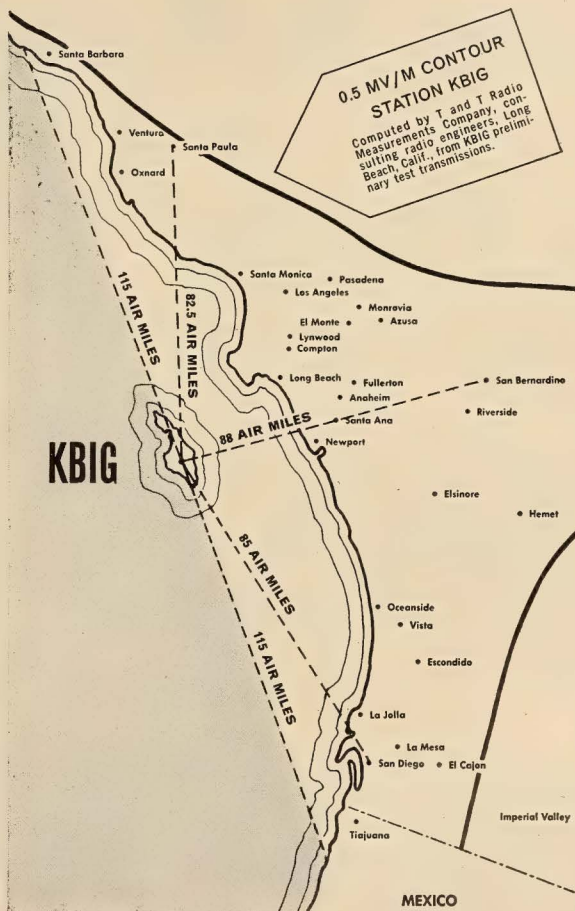 0.5 MV/M CONTOUR
STATION KBIG
Computed by T and T Radio
Measurements Company, con-
sulting radio engineers, Long
Beach, Calif., from KBIG prelimi-
nary test transmissions.
Santa Barbara
Ventura
Santa Paula
Oxnard
115 AIR MILES
82.5 AIR MILES
Santa Monica
Pasadena
Los Angeles
Monrovia
El Monte
Azusa
Lynwood
Compton
Long Beach
Fullerton
San Bernardino
Anaheim
Riverside
Santa Ana
88 AIR MILES
Newport
KBIG
Elsinore
Hemet
85 AIR MILES
115 AIR MILES
Oceanside
Vista
Escondido
La Jolla
La Mesa
San Diego
El Cajon
Imperial Valley
Tiajuana
MEXICO